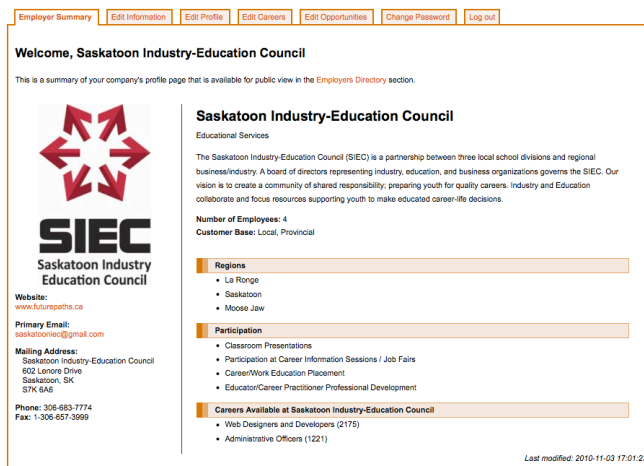 Employer Summary Edit Information Edit Profile Edit Careers Edit Opportunities Change Password Log out
Welcome, Saskatoon Industry-Education Council
This is a summary of your company's profile page that is available for public view in the Employers Directory section.
SIEC
Saskatoon Industry
Education Council
Website:
www.futurepaths.ca
Primary Email:
saskatooniec@gmail.com
Mailing Address:
Saskatoon Industry-Education Council
602 Lenore Drive
Saskatoon, SK
S7K 6A6
Phone: 306-683-7774
Fax: 1-306-657-3999
Saskatoon Industry-Education Council
Educational Services
The Saskatoon Industry-Education Council (SIEC) is a partnership between three local school divisions and regional
business/industry. A board of directors representing industry, education, and business organizations governs the SIEC. Our
vision is to create a community of shared responsibility; preparing youth for quality careers. Industry and Education
collaborate and focus resources supporting youth to make educated career-life decisions.
Number of Employees: 4
Customer Base: Local, Provincial
Regions
• La Ronge
• Saskatoon
• Moose Jaw
Participation
• Classroom Presentations
• Participation at Career Information Sessions / Job Fairs
• Career/Work Education Placement
• Educator/Career Practitioner Professional Development
Careers Available at Saskatoon Industry-Education Council
• Web Designers and Developers (2175)
• Administrative Officers (1221)
Last modified: 2010-11-03 17:01:2